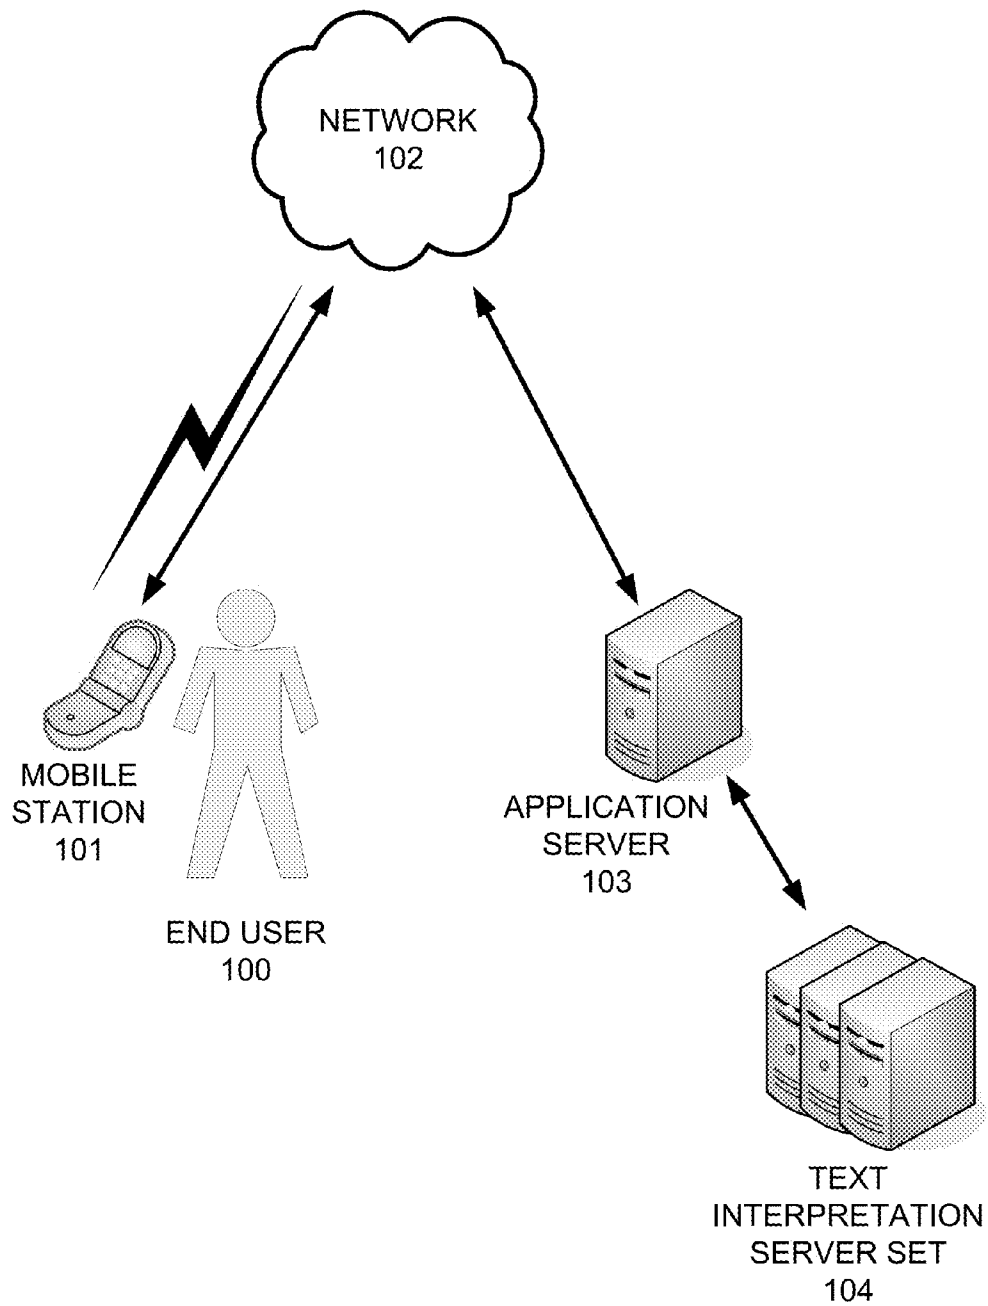 NETWORK
102
MOBILE
STATION
101
END USER
100
APPLICATION
SERVER
103
TEXT
INTERPRETATION
SERVER SET
104